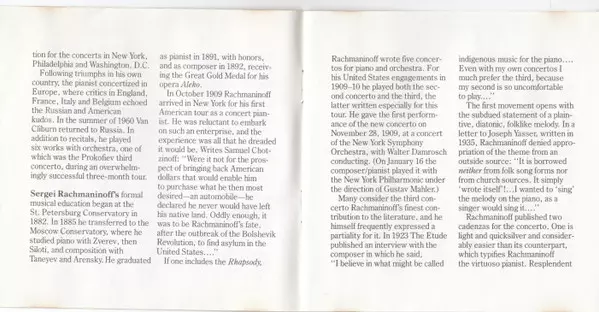 tion for the concerts in New York,
Philadelphia and Washington, D.C.
Following triumphs in his own
country, the pianist concertized in
Europe, where critics in England,
France, Italy and Belgium echoed
the Russian and American
kudos. In the summer of 1960 Van
Cliburn returned to Russia. In
addition to recitals, he played
six works with orchestra, one of
which was the Prokofiev third
concerto, during an overwhelm-
ingly successful three-month tour.
Sergei Rachmaninoff's formal
musical education began at the
St. Petersburg Conservatory in
1882. In 1885 he transferred to the
Moscow Conservatory, where he
studied piano with Zverev, then
Siloti, and composition with
Taneyev and Arensky. He graduated
as pianist in 1891, with honors,
and as composer in 1892, receiv-
ing the Great Gold Medal for his
opera Aleko.
In October 1909 Rachmaninoff
arrived in New York for his first
American tour as a concert pian-
ist. He was reluctant to embark
on such an enterprise, and the
experience was all that he dreaded
it would be. Writes Samuel Chot-
zinoff: "Were it not for the pros-
pect of bringing back American
dollars that would enable him
to purchase what he then most
desired—an automobile—he
declared he never would have left
his native land. Oddly enough, it
was to be Rachmaninoff's fate,
after the outbreak of the Bolshevik
Revolution, to find asylum in the
United States...."
If one includes the Rhapsody,
Rachmaninoff wrote five concer-
tos for piano and orchestra. For
his United States engagements in
1909-10 he played both the sec-
ond concerto and the third, the
latter written especially for this
tour. He gave the first perform-
ance of the new concerto on
November 28, 1909, at a concert
of the New York Symphony
Orchestra, with Walter Damrosch
conducting. (On January 16 the
composer/pianist played it with
the New York Philharmonic under
the direction of Gustav Mahler.)
Many consider the third con-
certo Rachmaninoff's finest con-
tribution to the literature, and he
himself frequently expressed a
partiality for it. In 1923 The Etude
published an interview with the
composer in which he said,
"I believe in what might be called
indigenous music for the piano....
Even with my own concertos I
much prefer the third, because
my second is so uncomfortable
to play...."
The first movement opens with
the subdued statement of a plain-
tive, diatonic, folklike melody. In a
letter to Joseph Yasser, written in
1935, Rachmaninoff denied appro-
priation of the theme from an
outside source: "It is borrowed
neither from folk song forms nor
from church sources. It simply
'wrote itself'!...I wanted to 'sing'
the melody on the piano, as a
singer would sing it...."
Rachmaninoff published two
cadenzas for the concerto. One is
light and quicksilver and consider-
ably easier than its counterpart,
which typifies Rachmaninoff
the virtuoso pianist. Resplendent